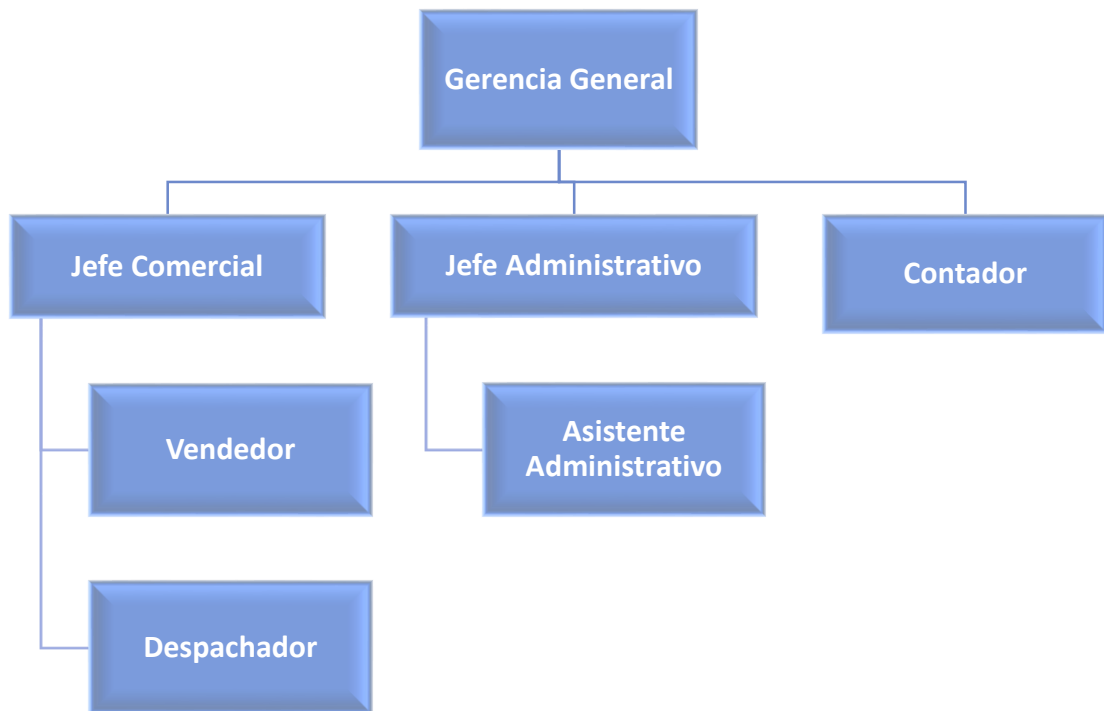 Gerencia General
Jefe Comercial
Jefe Administrativo
Contador
Vendedor
Asistente
Administrativo
Despachador